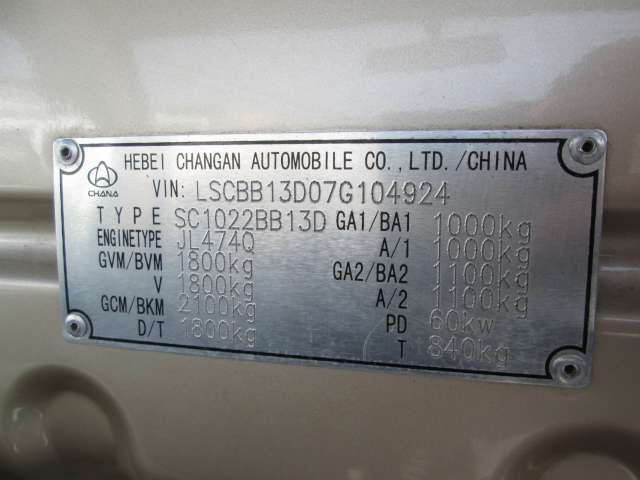 HEBEI CHANGAN AUTOMOBILE CO.,LTD./CHINA
CHANA
VIN: LSCBB13D07G104924
TYPE SC1022BB13D GA1/BA1 1000kg
ENGINETYPE JL474Q A/1 1000kg
GVM/BVM 1800kg GA2/BA2 1100kg
V 1800kg A/2 1100kg
GCM/BKM 2100kg PD 60kw
D/T 1800kg T 840kg